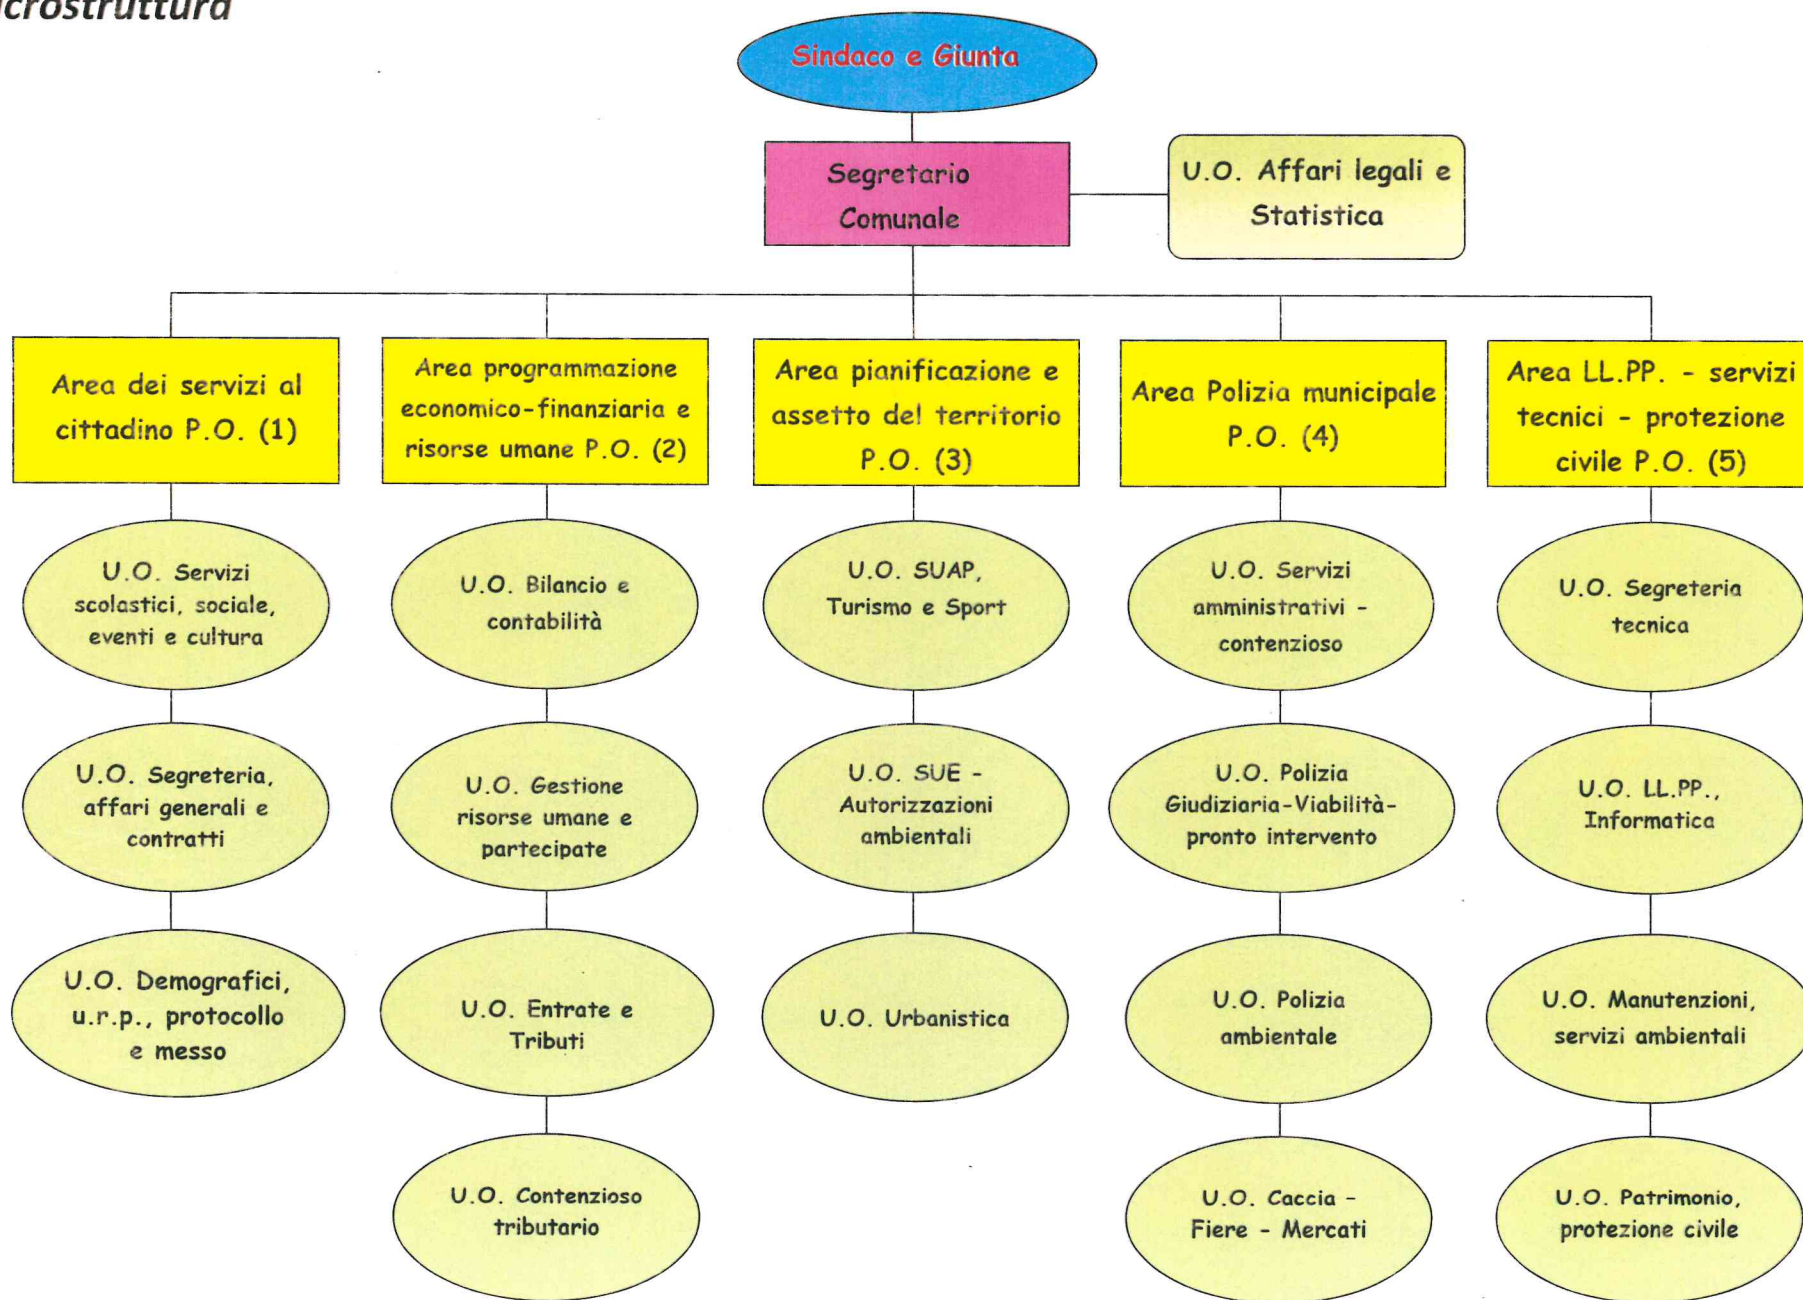 crostruttura
Sindaco e Giunta
Segretario
Comunale
U.O. Affari legali e
Statistica
Area dei servizi al
cittadino P.O. (1)
Area programmazione
economico-finanziaria e
risorse umane P.O. (2)
Area pianificazione e
assetto del territorio
P.O. (3)
Area Polizia municipale
P.O. (4)
Area LL.PP. - servizi
tecnici - protezione
civile P.O. (5)
U.O. Servizi
scolastici, sociale,
eventi e cultura
U.O. Bilancio e
contabilità
U.O. SUAP,
Turismo e Sport
U.O. Servizi
amministrativi -
contenzioso
U.O. Segreteria
tecnica
U.O. Segreteria,
affari generali e
contratti
U.O. Gestione
risorse umane e
partecipate
U.O. SUE -
Autorizzazioni
ambientali
U.O. Polizia
Giudiziaria-Viabilità-
pronto intervento
U.O. LL.PP.,
Informatica
U.O. Demografici,
u.r.p., protocollo
e messo
U.O. Entrate e
Tributi
U.O. Urbanistica
U.O. Polizia
ambientale
U.O. Manutenzioni,
servizi ambientali
U.O. Contenzioso
tributario
U.O. Caccia -
Fiere - Mercati
U.O. Patrimonio,
protezione civile